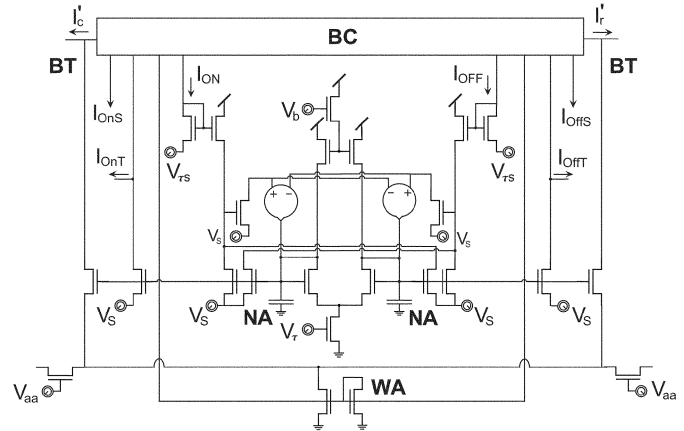 I'c
BC
I'r
BT
BT
ION
IOFF
IOnS
Vb
IOffS
IOnT
Vτs
Vτs
IOffT
+ −
− +
Vs
Vs
VS
VS
NA
Vτ
NA
VS
VS
Vaa
WA
Vaa